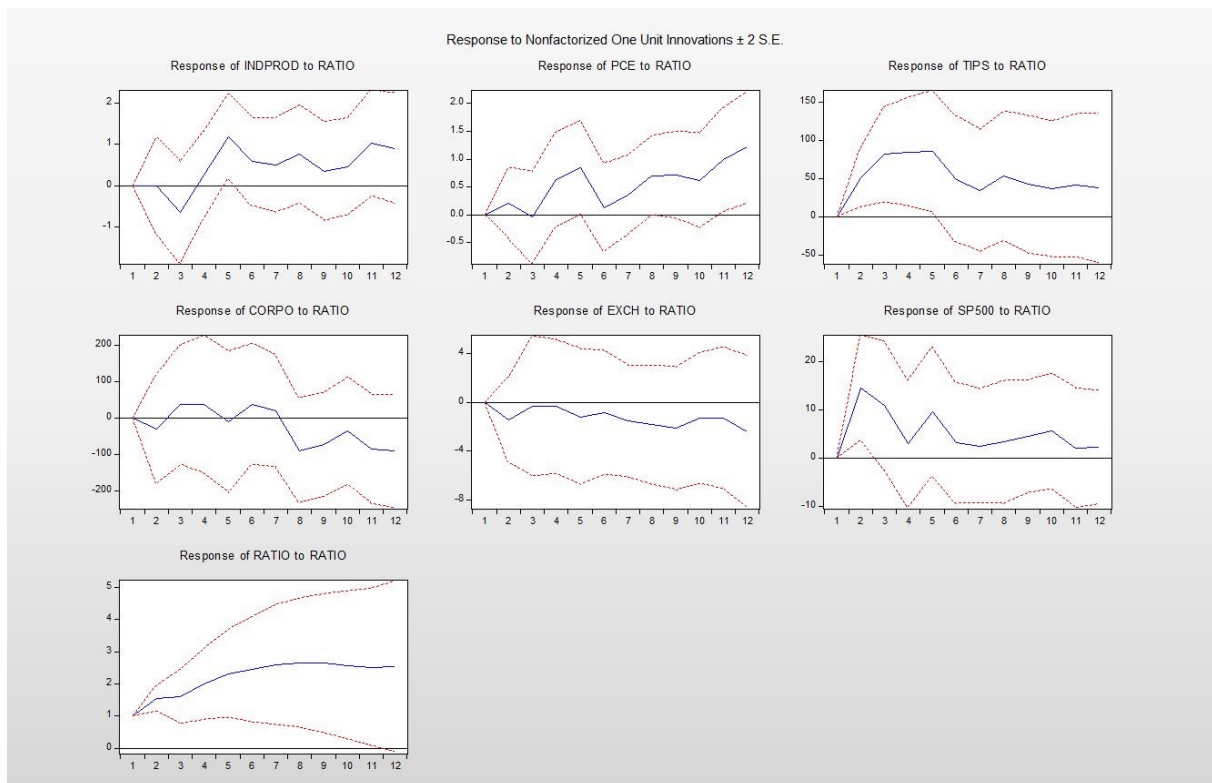 Response to Nonfactorized One Unit Innovations ± 2 S.E.
Response of INDPROD to RATIO
2
1
0
-1
1 2 3 4 5 6 7 8 9 10 11 12
Response of PCE to RATIO
2.0
1.5
1.0
0.5
0.0
-0.5
1 2 3 4 5 6 7 8 9 10 11 12
Response of TIPS to RATIO
150
100
50
0
-50
1 2 3 4 5 6 7 8 9 10 11 12
Response of CORPO to RATIO
200
100
0
-100
-200
1 2 3 4 5 6 7 8 9 10 11 12
Response of EXCH to RATIO
4
0
-4
-8
1 2 3 4 5 6 7 8 9 10 11 12
Response of SP500 to RATIO
20
10
0
-10
1 2 3 4 5 6 7 8 9 10 11 12
Response of RATIO to RATIO
5
4
3
2
1
0
1 2 3 4 5 6 7 8 9 10 11 12